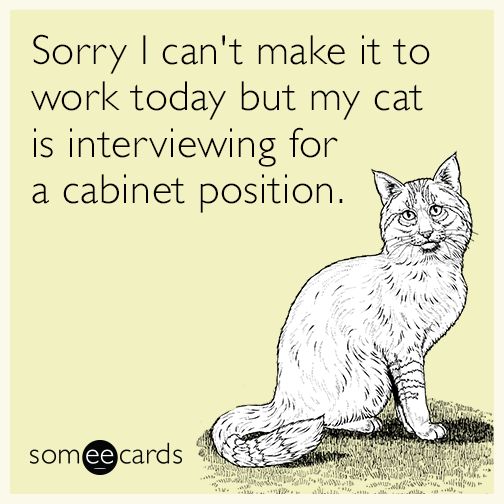 Sorry I can't make it to
work today but my cat
is interviewing for
a cabinet position.
someecards